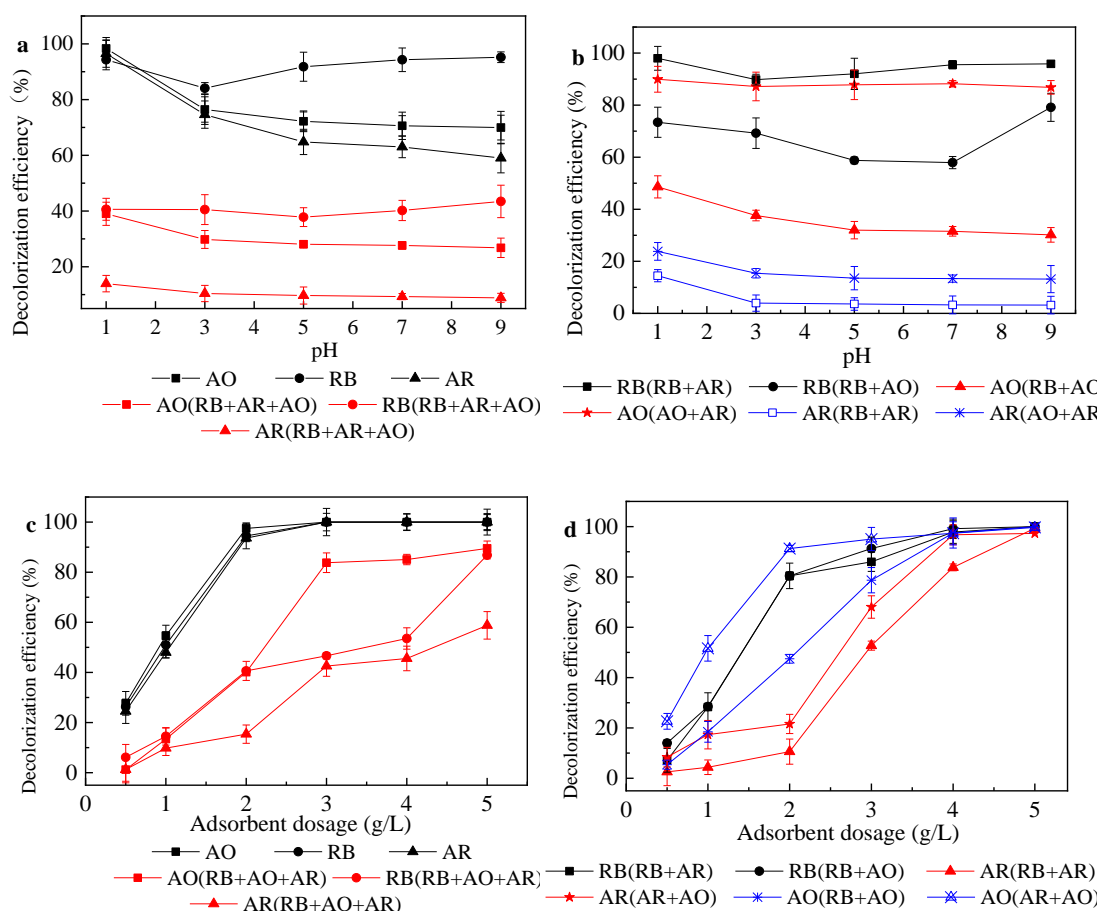 a
100
80
60
40
20
1 2 3 4 5 6 7 8 9
pH
Decolorization efficiency (%)
AO RB AR
AO(RB+AR+AO) RB(RB+AR+AO)
AR(RB+AR+AO)
b
100
80
60
40
20
0
1 2 3 4 5 6 7 8 9
pH
Decolorization efficiency (%)
RB(RB+AR) RB(RB+AO) AO(RB+AO
AO(AO+AR) AR(RB+AR) AR(AO+AR
c
100
80
60
40
20
0
0 1 2 3 4 5
Adsorbent dosage (g/L)
Decolorization efficiency (%)
AO RB AR
AO(RB+AO+AR) RB(RB+AO+AR)
AR(RB+AO+AR)
d
100
80
60
40
20
0
0 1 2 3 4 5
Adsorbent dosage (g/L)
Decolorization efficiency (%)
RB(RB+AR) RB(RB+AO) AR(RB+AR)
AR(AR+AO) AO(RB+AO) AO(AR+AO)